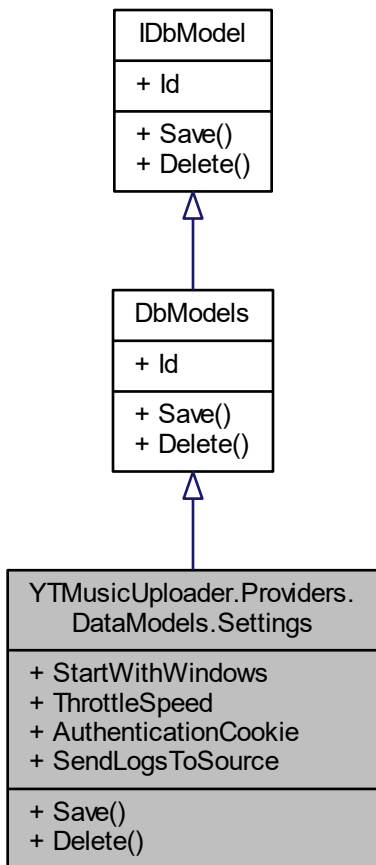 IDbModel
+ Id
+ Save()
+ Delete()
DbModels
+ Id
+ Save()
+ Delete()
YTMusicUploader.Providers.
DataModels.Settings
+ StartWithWindows
+ ThrottleSpeed
+ AuthenticationCookie
+ SendLogsToSource
+ Save()
+ Delete()